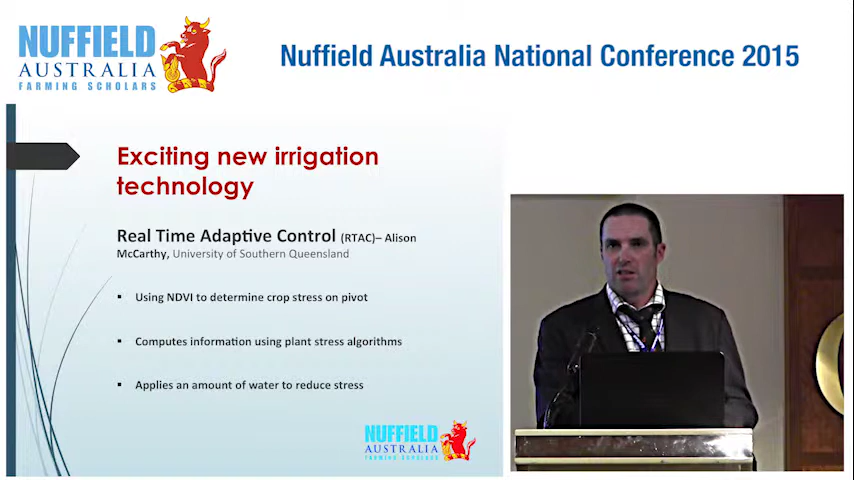 NUFFIELD
AUSTRALIA
FARMING SCHOLARS
Nuffield Australia National Conference 2015
Exciting new irrigation
technology
Real Time Adaptive Control (RTAC)– Alison
McCarthy, University of Southern Queensland
▪ Using NDVI to determine crop stress on pivot
▪ Computes information using plant stress algorithms
▪ Applies an amount of water to reduce stress
NUFFIELD
AUSTRALIA
FARMING SCHOLARS